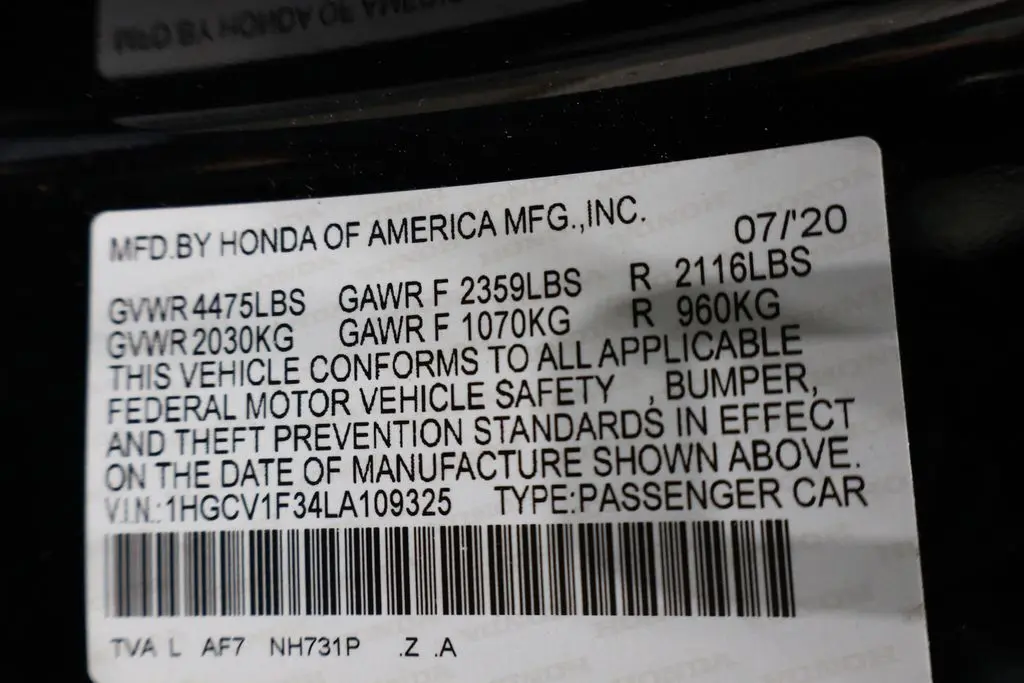 MFD.BY HONDA OF AMERICA MFG.,INC. 07/'20
GVWR 4475LBS GAWR F 2359LBS R 2116LBS
GVWR 2030KG GAWR F 1070KG R 960KG
THIS VEHICLE CONFORMS TO ALL APPLICABLE
FEDERAL MOTOR VEHICLE SAFETY , BUMPER,
AND THEFT PREVENTION STANDARDS IN EFFECT
ON THE DATE OF MANUFACTURE SHOWN ABOVE.
V.I.N.:1HGCV1F34LA109325 TYPE:PASSENGER CAR
TVA L AF7 NH731P .Z .A